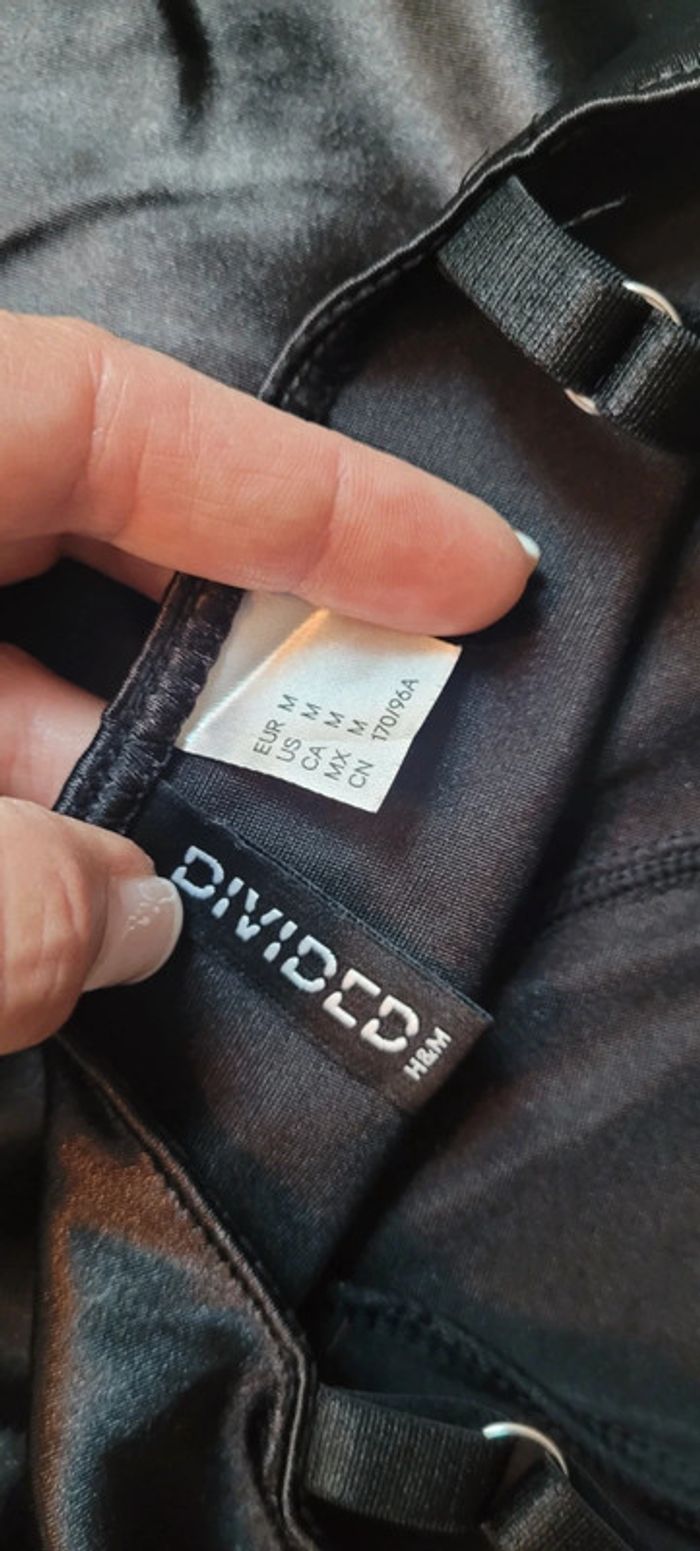 EUR M
US M
CA M
MX M
CN 170/96A
DIVIDED
H&M